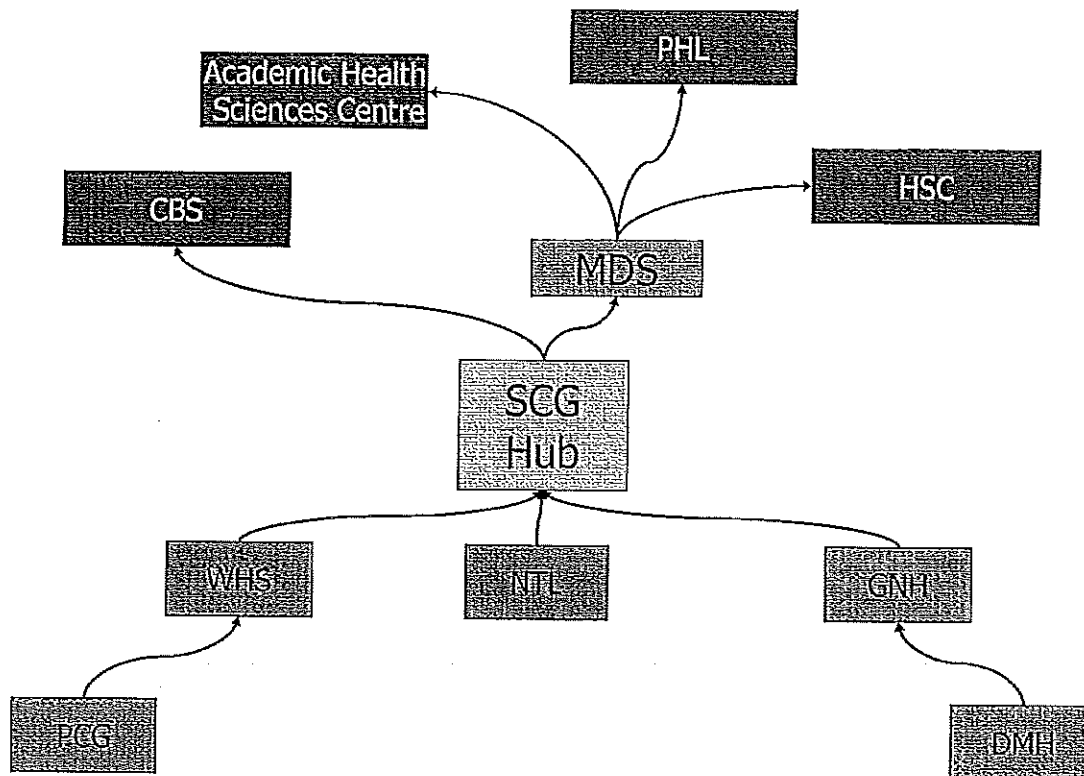 PHL
Academic Health
Sciences Centre
HSC
CBS
MDS
SCG
Hub
WHS
NTL
GNH
PCG
DMH